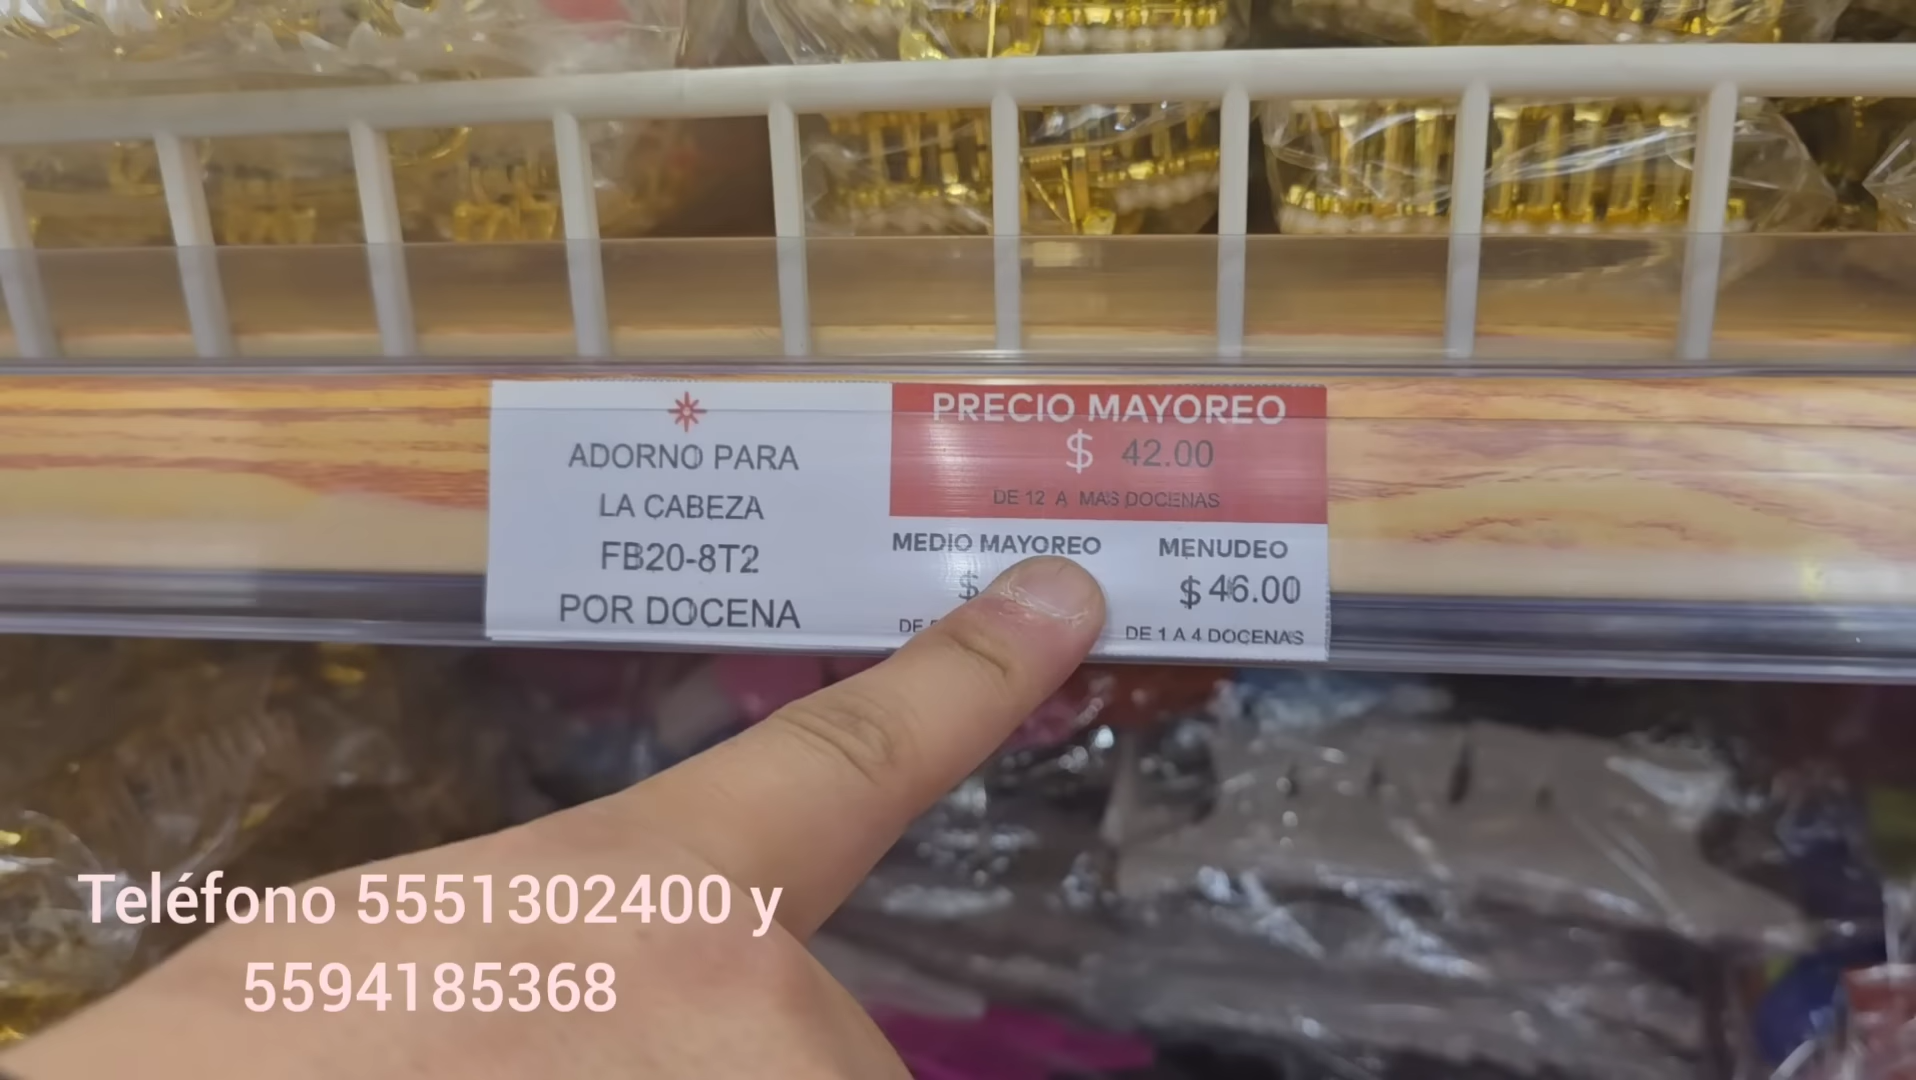 ADORNO PARA
LA CABEZA
FB20-8T2
POR DOCENA
PRECIO MAYOREO
$ 42.00
DE 12 A MAS DOCENAS
MEDIO MAYOREO
$
DE
MENUDEO
$ 46.00
DE 1 A 4 DOCENAS
Teléfono 5551302400 y
5594185368